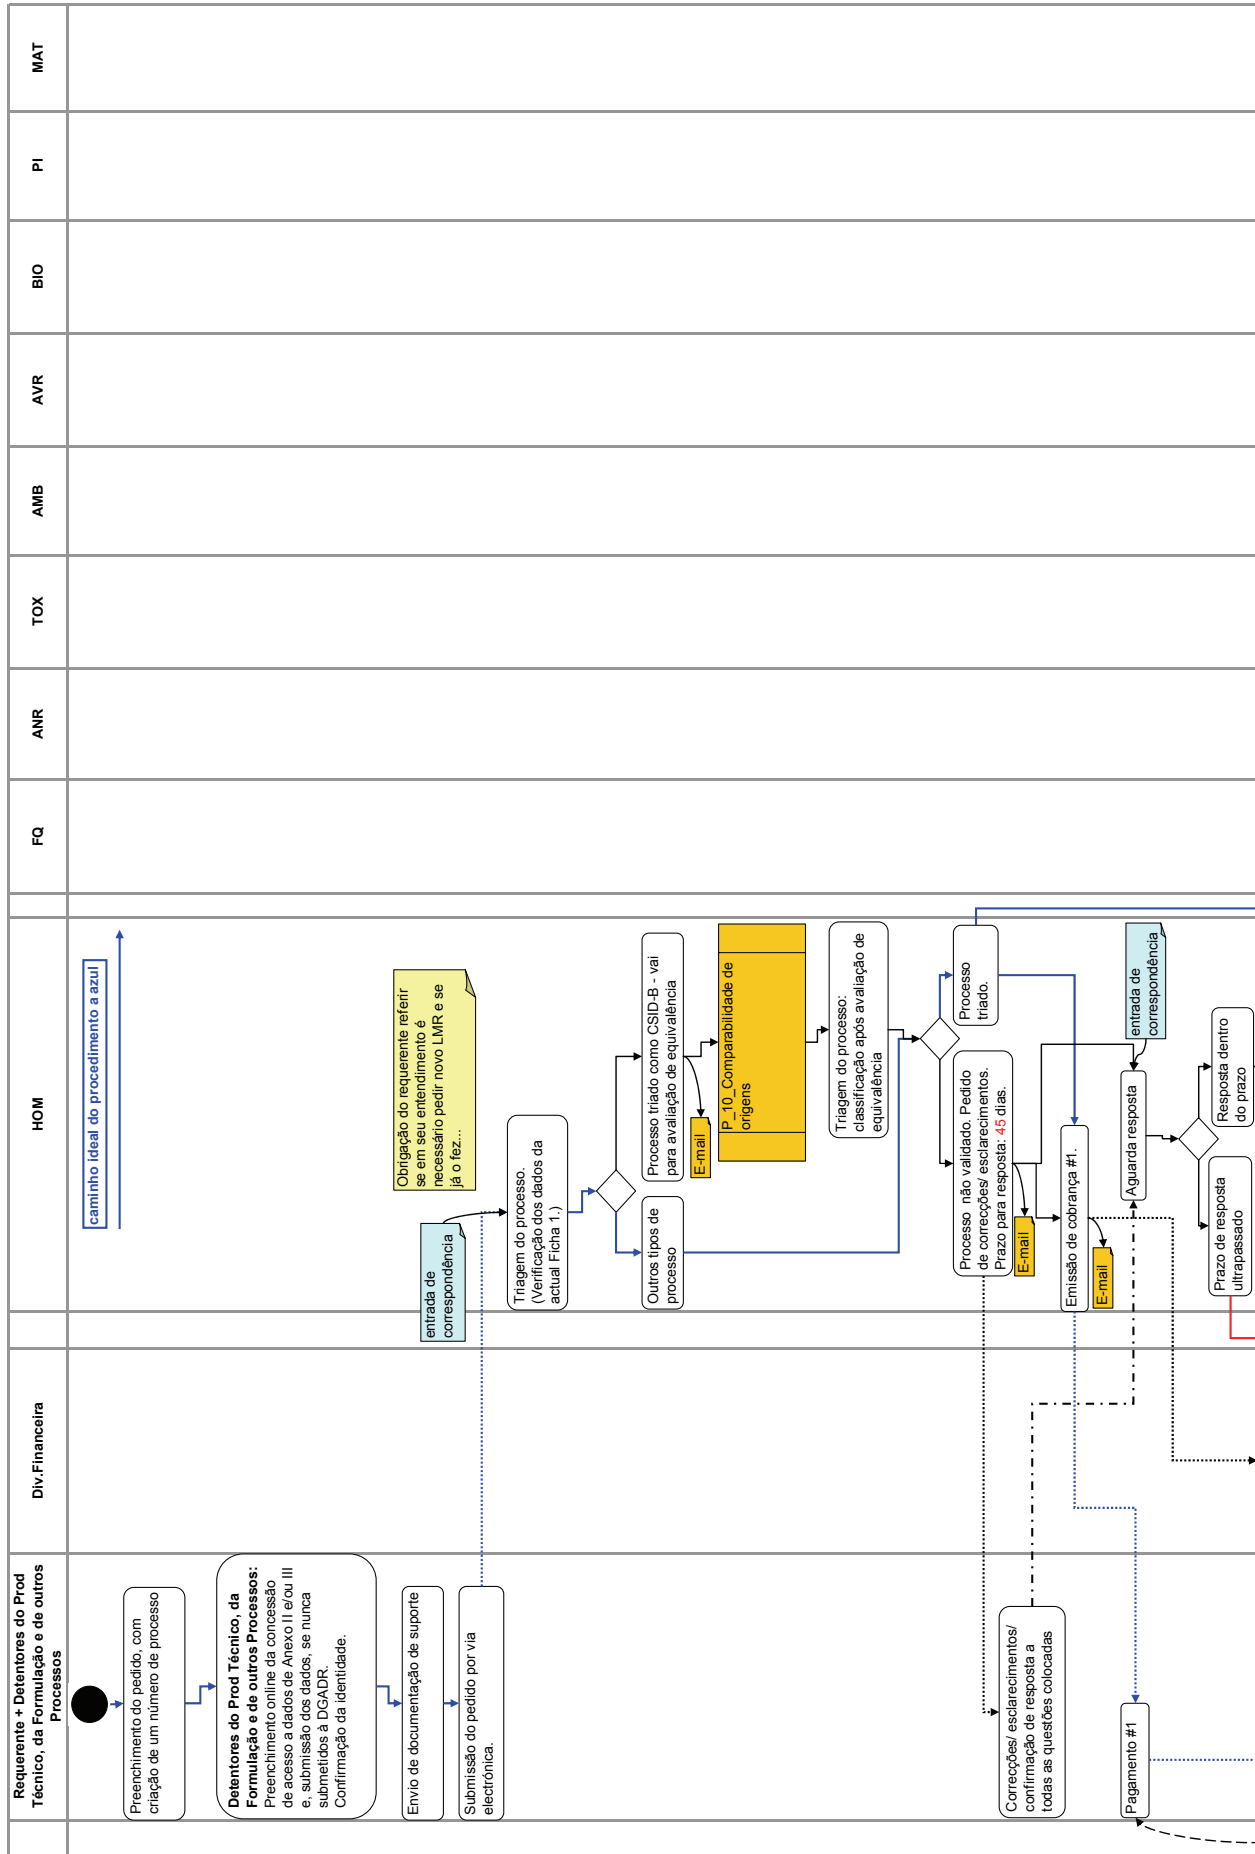 Requerente + Detentores do Prod
Técnico, da Formulação e de outros
Processos
Div.Financeira
HOM
FQ
ANR
TOX
AMB
AVR
BIO
PI
MAT
caminho ideal do procedimento a azul
Preenchimento do pedido, com
criação de um número de processo
Detentores do Prod Técnico, da
Formulação e de outros Processos:
Preenchimento online da concessão
de acesso a dados de Anexo II e/ou III
e, submissão dos dados, se nunca
submetidos à DGADR.
Confirmação da identidade.
Envio de documentação de suporte
Submissão do pedido por via
electrónica.
entrada de
correspondência
Obrigação do requerente referir
se em seu entendimento é
necessário pedir novo LMR e se
já o fez...
Triagem do processo.
(Verificação dos dados da
actual Ficha 1.)
Outros tipos de
processo
Processo triado como CSID-B - vai
para avaliação de equivalência
E-mail
P_10_Comparabilidade de
origens
Triagem do processo:
classificação após avaliação de
equivalência
Processo não validado. Pedido
de correcções/ esclarecimentos.
Prazo para resposta: 45 dias.
Processo
triado.
E-mail
Correcções/ esclarecimentos/
confirmação de resposta a
todas as questões colocadas
Emissão de cobrança #1.
E-mail
Pagamento #1
Aguarda resposta
entrada de
correspondência
Prazo de resposta
ultrapassado
Resposta dentro
do prazo